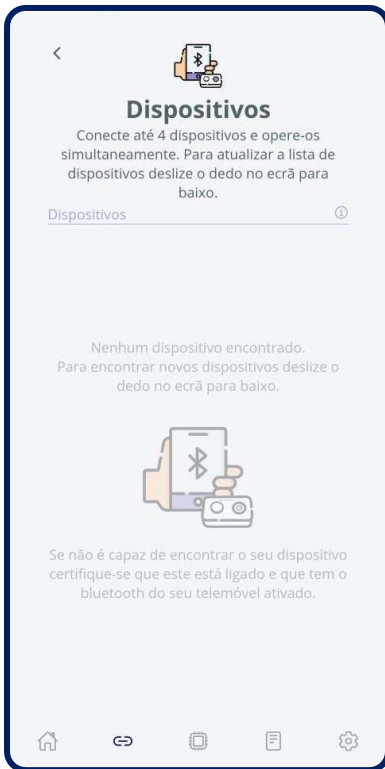 Dispositivos
Conecte até 4 dispositivos e opere-os
simultaneamente. Para atualizar a lista de
dispositivos deslize o dedo no ecrã para
baixo.
Dispositivos
Nenhum dispositivo encontrado.
Para encontrar novos dispositivos deslize o
dedo no ecrã para baixo.
Se não é capaz de encontrar o seu dispositivo
certifique-se que este está ligado e que tem o
bluetooth do seu telemóvel ativado.